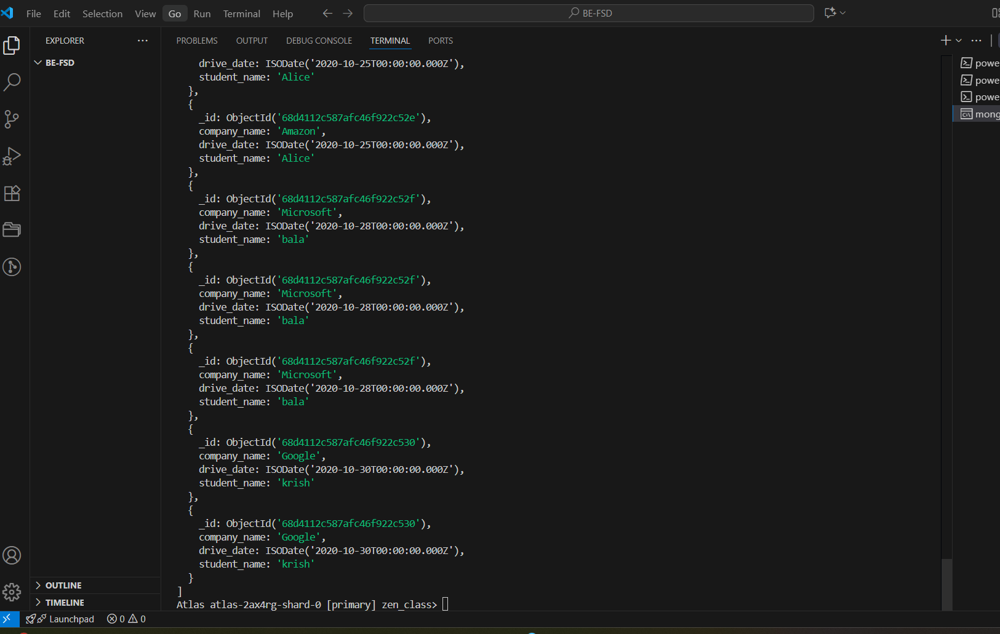 File Edit Selection View Go Run Terminal Help
BE-FSD
EXPLORER
BE-FSD
PROBLEMS OUTPUT DEBUG CONSOLE TERMINAL PORTS
drive_date: ISODate('2020-10-25T00:00:00.000Z'),
student_name: 'Alice'
},
{
_id: ObjectId('68d4112c587afc46f922c52e'),
company_name: 'Amazon',
drive_date: ISODate('2020-10-25T00:00:00.000Z'),
student_name: 'Alice'
},
{
_id: ObjectId('68d4112c587afc46f922c52f'),
company_name: 'Microsoft',
drive_date: ISODate('2020-10-28T00:00:00.000Z'),
student_name: 'bala'
},
{
_id: ObjectId('68d4112c587afc46f922c52f'),
company_name: 'Microsoft',
drive_date: ISODate('2020-10-28T00:00:00.000Z'),
student_name: 'bala'
},
{
_id: ObjectId('68d4112c587afc46f922c52f'),
company_name: 'Microsoft',
drive_date: ISODate('2020-10-28T00:00:00.000Z'),
student_name: 'bala'
},
{
_id: ObjectId('68d4112c587afc46f922c530'),
company_name: 'Google',
drive_date: ISODate('2020-10-30T00:00:00.000Z'),
student_name: 'krish'
},
{
_id: ObjectId('68d4112c587afc46f922c530'),
company_name: 'Google',
drive_date: ISODate('2020-10-30T00:00:00.000Z'),
student_name: 'krish'
}
]
Atlas atlas-2ax4rg-shard-0 [primary] zen_class>
powe
powe
powe
mong
OUTLINE
TIMELINE
Launchpad 0 0